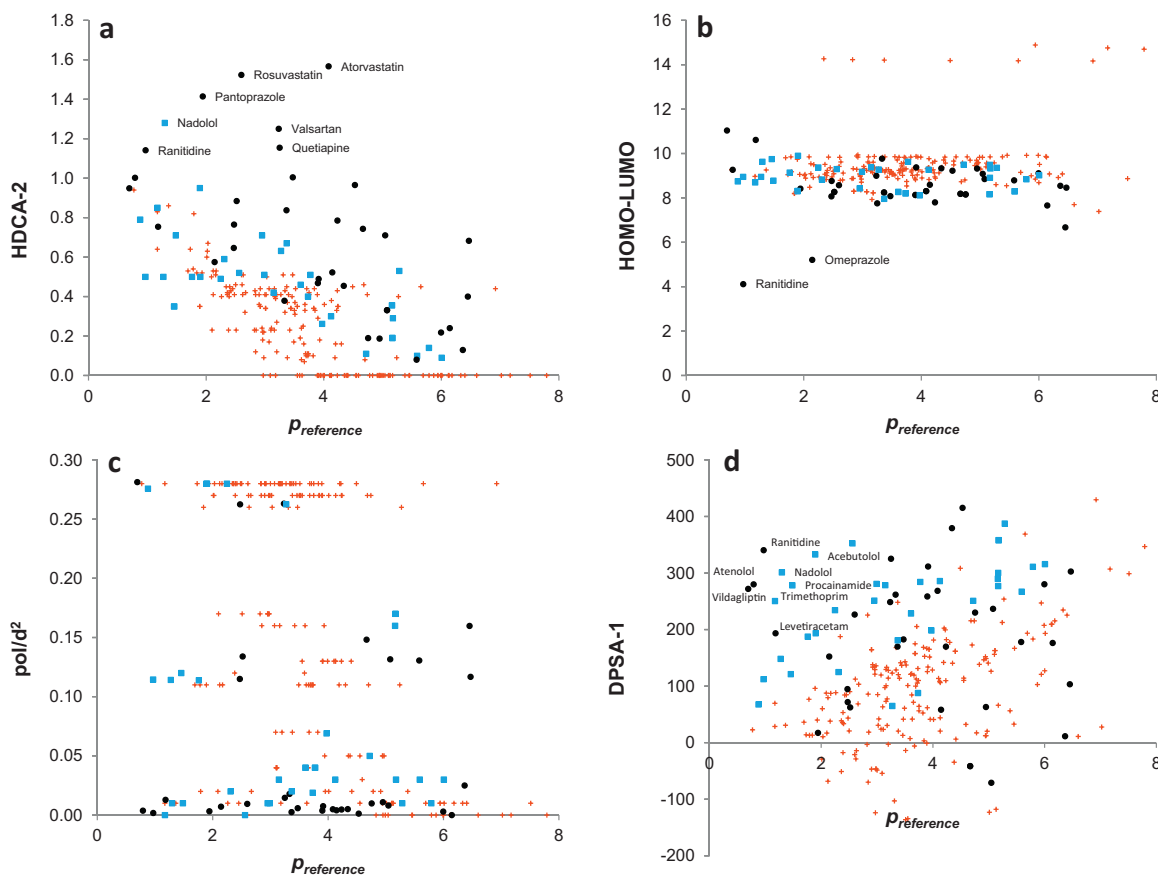 a
1.8
1.6
1.4
1.2
1.0
0.8
0.6
0.4
0.2
0.0
HDCA-2
Rosuvastatin
Atorvastatin
Pantoprazole
Nadolol
Valsartan
Ranitidine
Quetiapine
0 2 4 6 8
p reference
b
16
14
12
10
8
6
4
2
0
HOMO-LUMO
Omeprazole
Ranitidine
0 2 4 6 8
p reference
c
0.30
0.25
0.20
0.15
0.10
0.05
0.00
pol/d²
0 2 4 6 8
p reference
d
500
400
300
200
100
0
-100
-200
DPSA-1
Ranitidine
Acebutolol
Atenolol
Nadolol
Procainamide
Vildagliptin
Trimethoprim
Levetiracetam
0 2 4 6 8
p reference